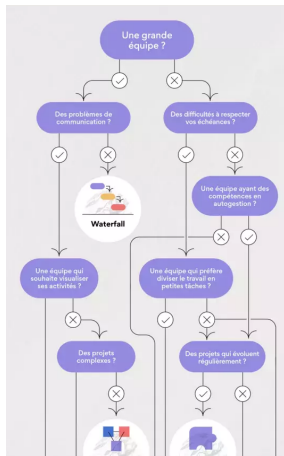 Une grande
équipe ?
Des problèmes de
communication ?
Des difficultés à respecter
vos échéances ?
Waterfall
Une équipe ayant des
compétences en
autogestion ?
Une équipe qui
souhaite visualiser
ses activités ?
Une équipe qui préfère
diviser le travail en
petites tâches ?
Des projets
complexes ?
Des projets qui évoluent
régulièrement ?